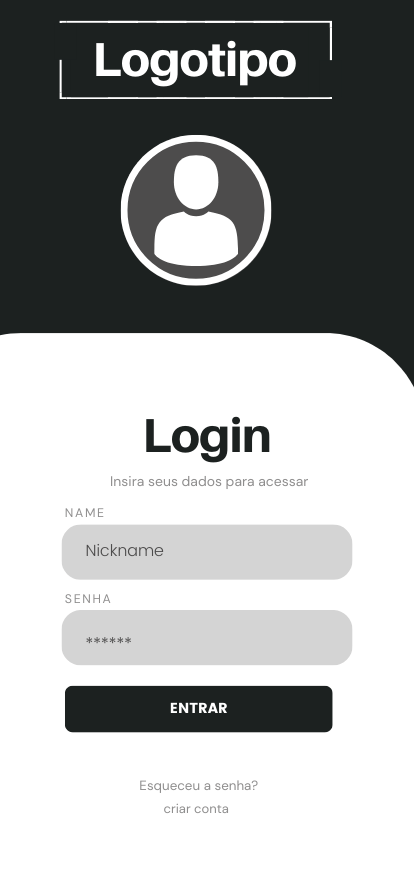 Logotipo
Login
Insira seus dados para acessar
NAME
Nickname
SENHA
******
ENTRAR
Esqueceu a senha?
criar conta